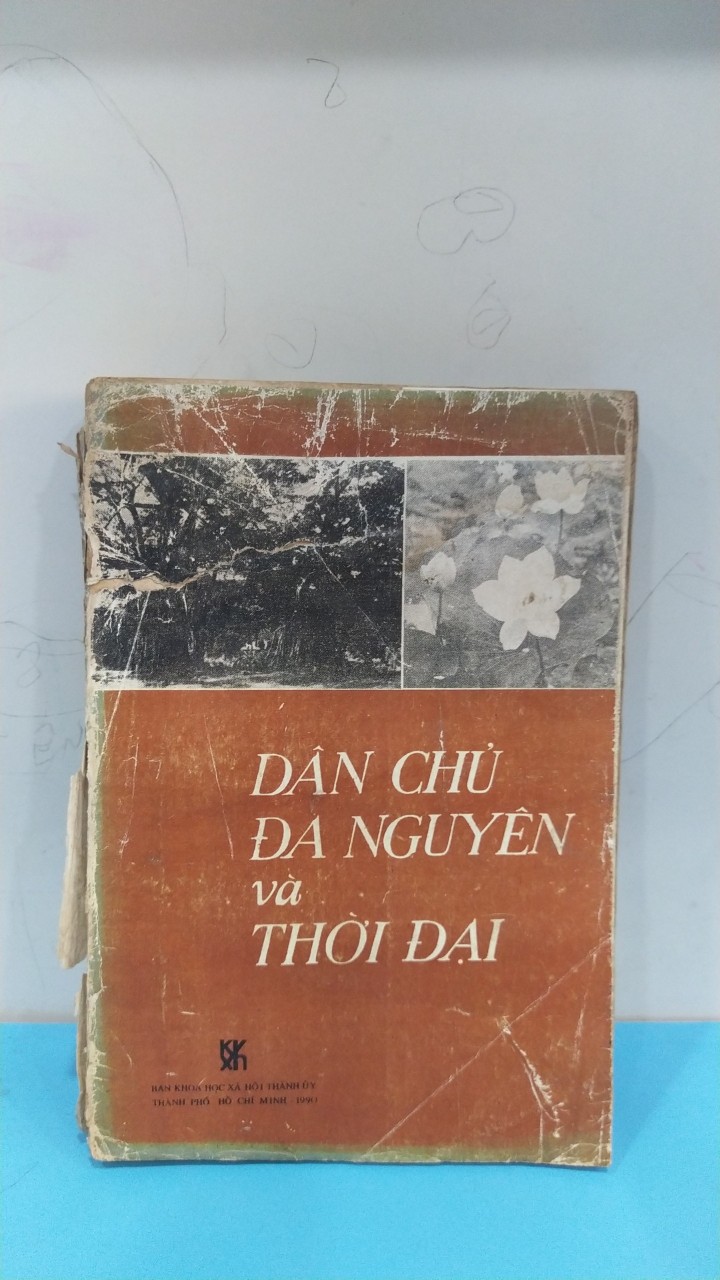 DÂN CHỦ
ĐA NGUYÊN
và
THỜI ĐẠI
KHXH
BAN KHOA HỌC XÃ HỘI THÀNH ỦY
THÀNH PHỐ HỒ CHÍ MINH - 1990